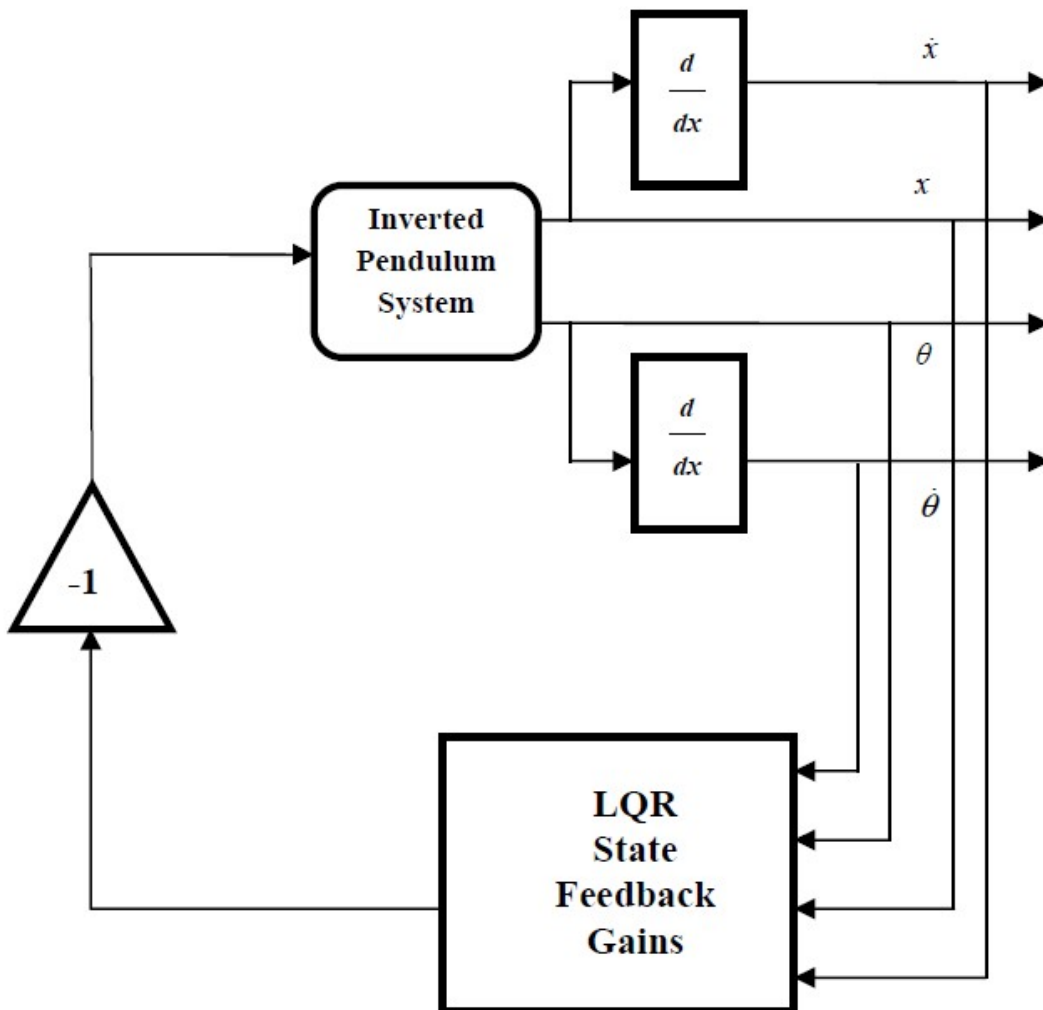 d
dx
ẋ
x
Inverted
Pendulum
System
θ
d
dx
θ̇
-1
LQR
State
Feedback
Gains